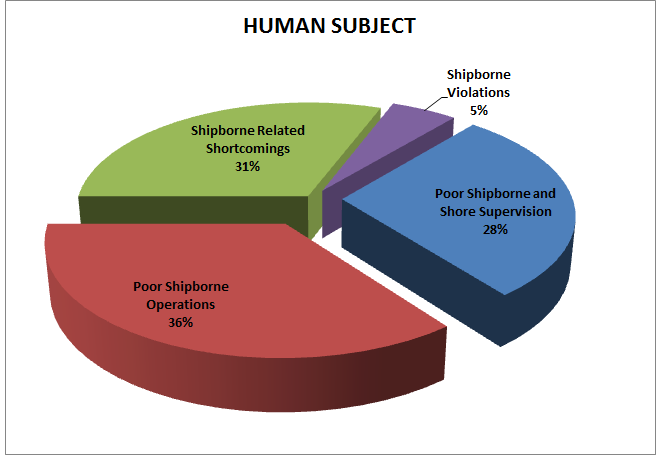 HUMAN SUBJECT
Shipborne
Violations
5%
Shipborne Related
Shortcomings
31%
Poor Shipborne and
Shore Supervision
28%
Poor Shipborne
Operations
36%